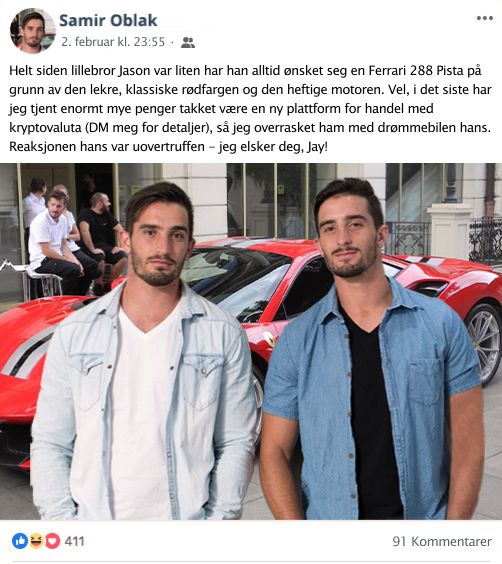 Samir Oblak
2. februar kl. 23:55 ·
Helt siden lillebror Jason var liten har han alltid ønsket seg en Ferrari 288 Pista på
grunn av den lekre, klassiske rødfargen og den heftige motoren. Vel, i det siste har
jeg tjent enormt mye penger takket være en ny plattform for handel med
kryptovaluta (DM meg for detaljer), så jeg overrasket ham med drømmebilen hans.
Reaksjonen hans var uovertruffen – jeg elsker deg, Jay!
411
91 Kommentarer